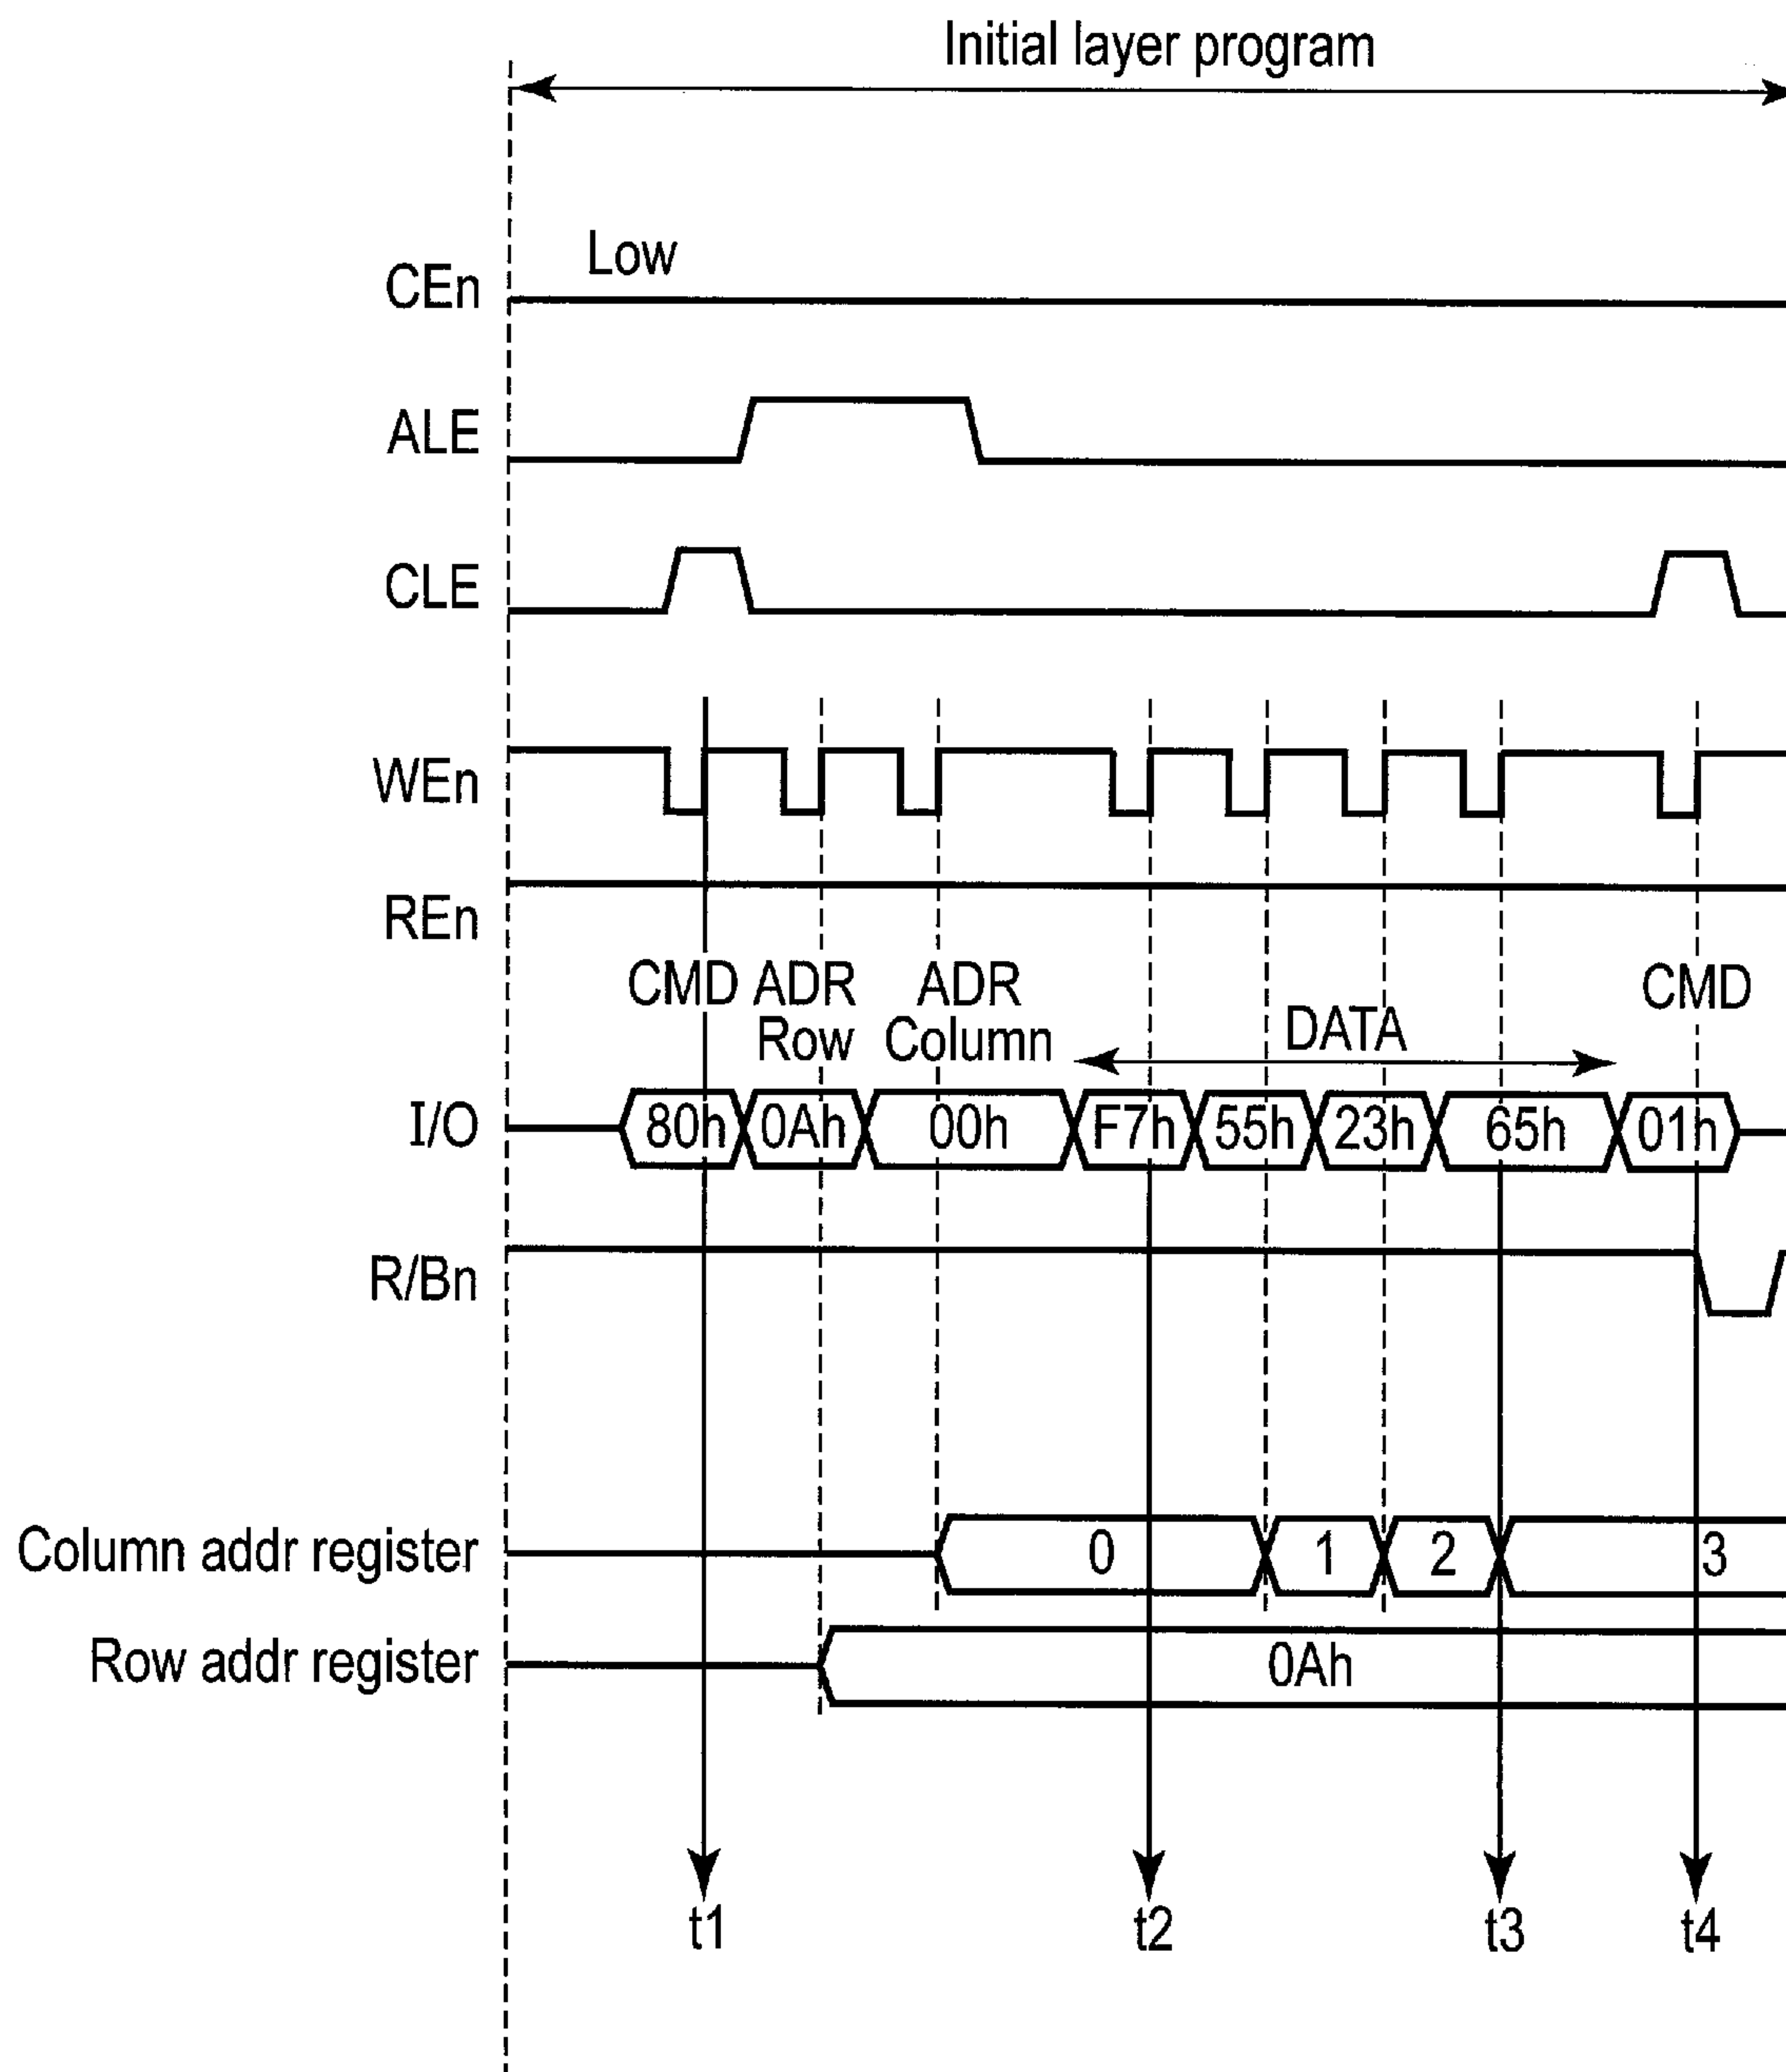 Initial layer program
Low
CEn
ALE
CLE
WEn
REn
CMD ADR ADR CMD
Row Column DATA
I/O 80h 0Ah 00h F7h 55h 23h 65h 01h
R/Bn
Column addr register 0 1 2 3
Row addr register 0Ah
t1 t2 t3 t4